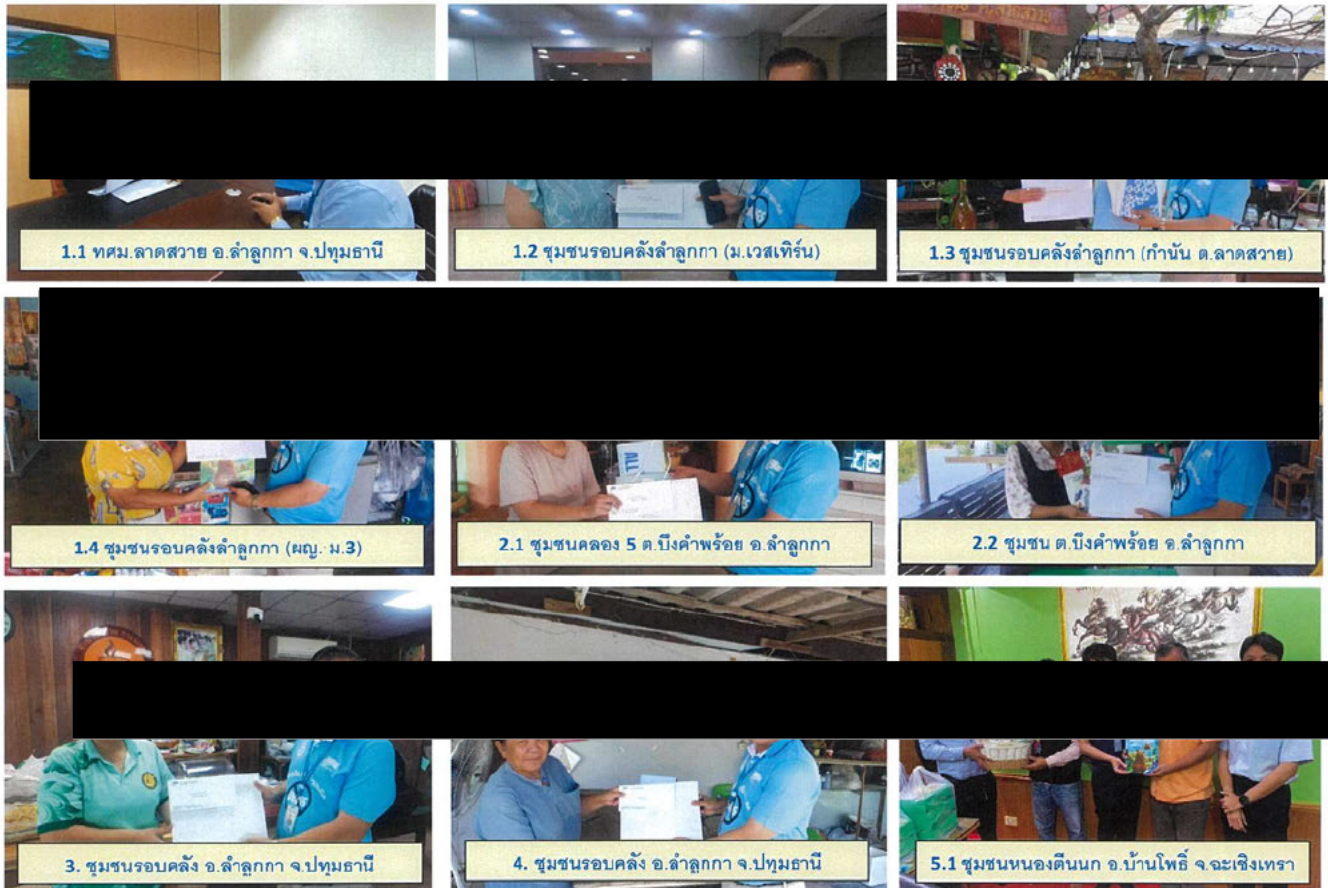 1.1 ทศม.ลาดสวาย อ.ลำลูกกา จ.ปทุมธานี
1.2 ชุมชนรอบคลังลำลูกกา (ม.เวสเทิร์น)
1.3 ชุมชนรอบคลังลำลูกกา (กำนัน ต.ลาดสวาย)
1.4 ชุมชนรอบคลังลำลูกกา (ผญ. ม.3)
ALL
2.1 ชุมชนคลอง 5 ต.บึงคำพร้อย อ.ลำลูกกา
2.2 ชุมชน ต.บึงคำพร้อย อ.ลำลูกกา
3. ชุมชนรอบคลัง อ.ลำลูกกา จ.ปทุมธานี
4. ชุมชนรอบคลัง อ.ลำลูกกา จ.ปทุมธานี
5.1 ชุมชนหนองตีนนก อ.บ้านโพธิ์ จ.ฉะเชิงเทรา